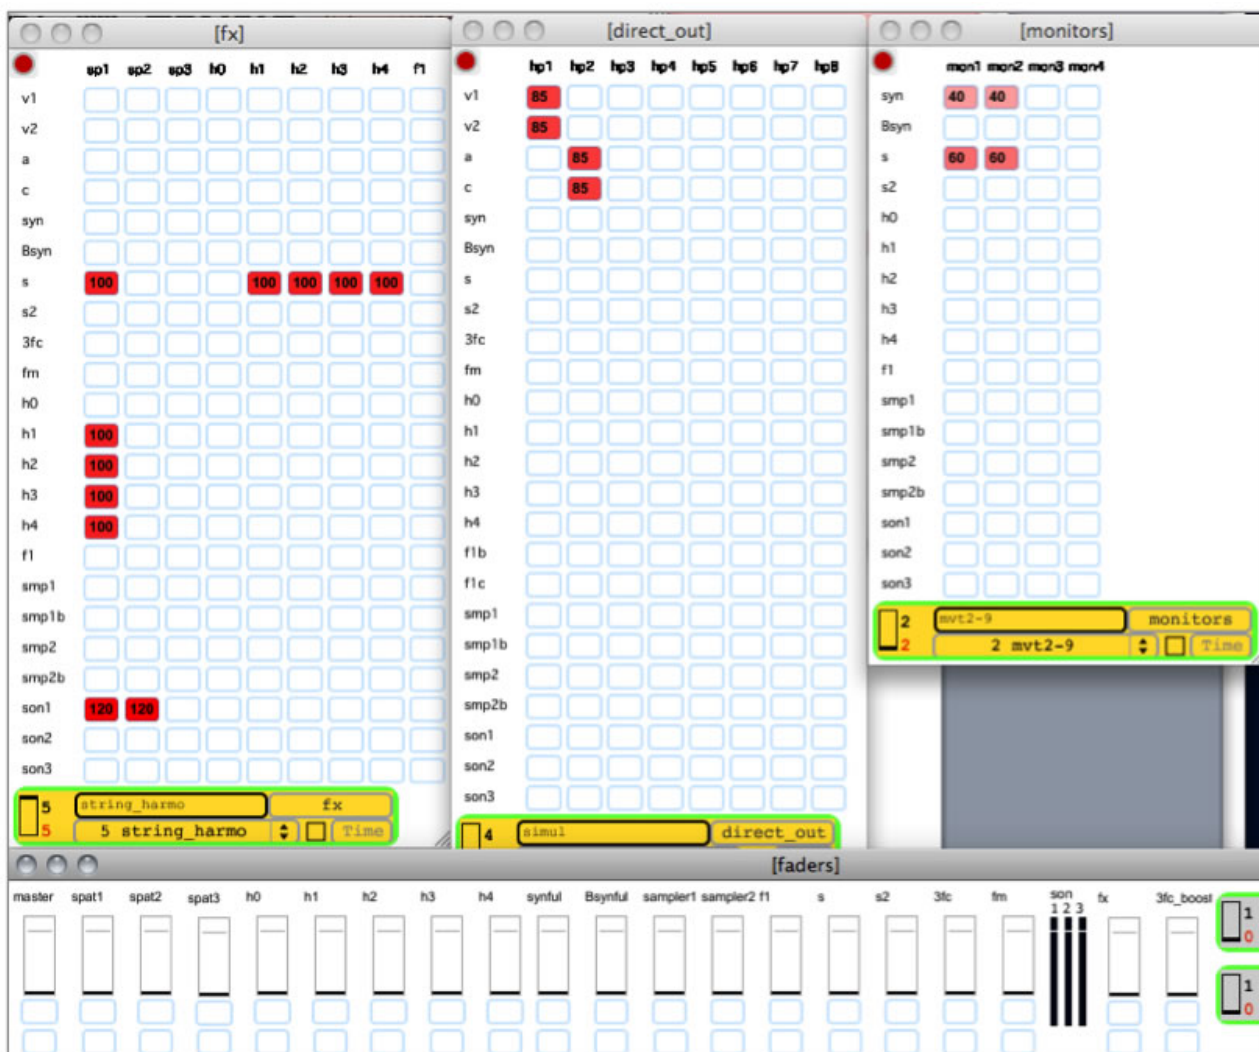 [fx]
sp1 sp2 sp3 h0 h1 h2 h3 h4 f1
v1
v2
a
c
syn
Bsyn
s 100 100 100 100 100
s2
3fc
fm
h0
h1 100
h2 100
h3 100
h4 100
f1
smp1
smp1b
smp2
smp2b
son1 120 120
son2
son3
5 string_harmo fx
5 5 string_harmo Time
[direct_out]
hp1 hp2 hp3 hp4 hp5 hp6 hp7 hp8
v1 85
v2 85
a 85
c 85
syn
Bsyn
s
s2
3fc
fm
h0
h1
h2
h3
h4
f1b
f1c
smp1
smp1b
smp2
smp2b
son1
son2
son3
4 simul direct_out
[monitors]
mon1 mon2 mon3 mon4
syn 40 40
Bsyn
s 60 60
s2
h0
h1
h2
h3
h4
f1
smp1
smp1b
smp2
smp2b
son1
son2
son3
2 mvt2-9 monitors
2 2 mvt2-9 Time
[faders]
master spat1 spat2 spat3 h0 h1 h2 h3 h4 synful Bsynful sampler1 sampler2 f1 s s2 3fc fm son fx 3fc_boost
1 2 3
1
0
1
0